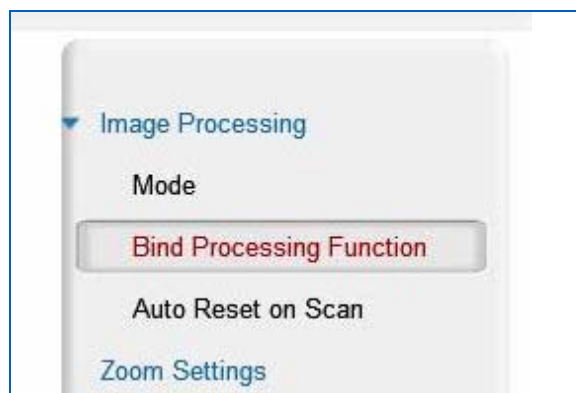 Image Processing
Mode
Bind Processing Function
Auto Reset on Scan
Zoom Settings